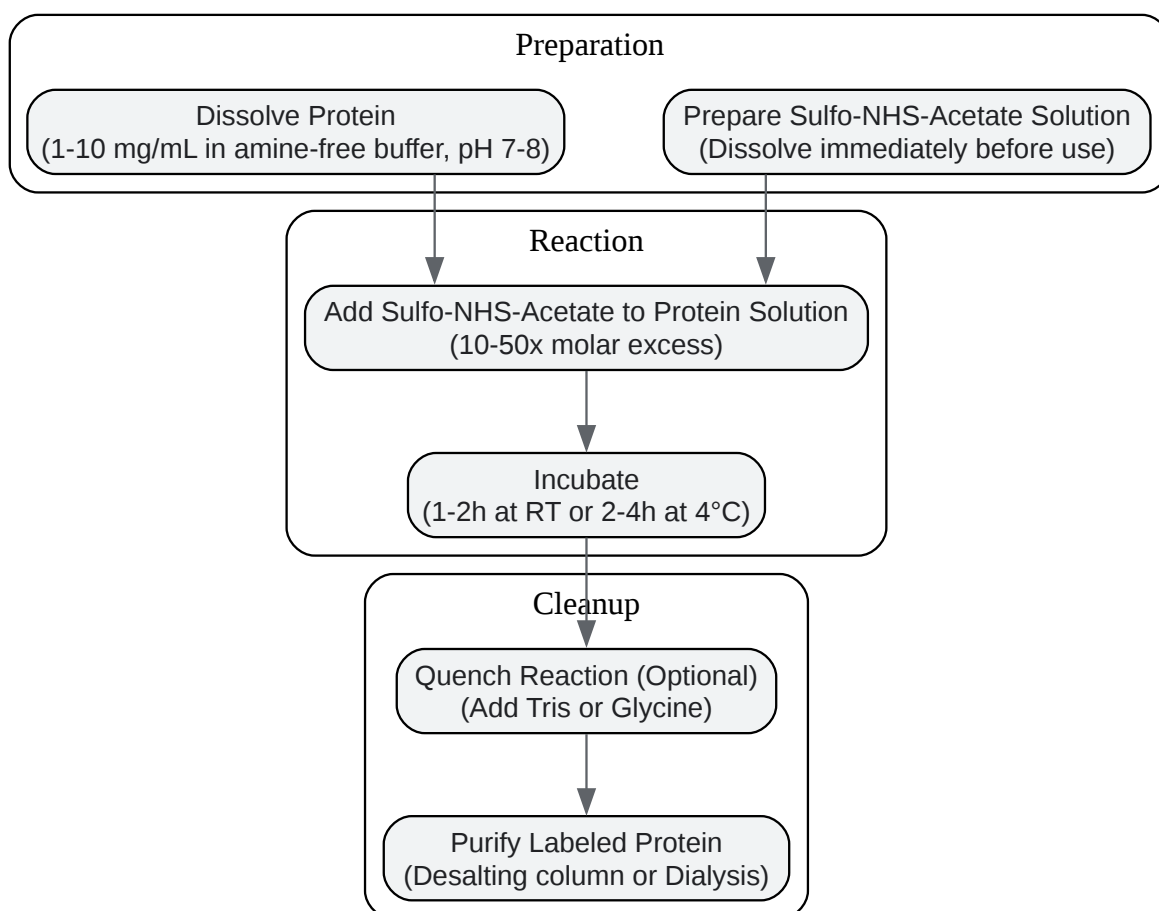 Preparation
Dissolve Protein
(1-10 mg/mL in amine-free buffer, pH 7-8)
Prepare Sulfo-NHS-Acetate Solution
(Dissolve immediately before use)
Reaction
Add Sulfo-NHS-Acetate to Protein Solution
(10-50x molar excess)
Incubate
(1-2h at RT or 2-4h at 4°C)
Cleanup
Quench Reaction (Optional)
(Add Tris or Glycine)
Purify Labeled Protein
(Desalting column or Dialysis)